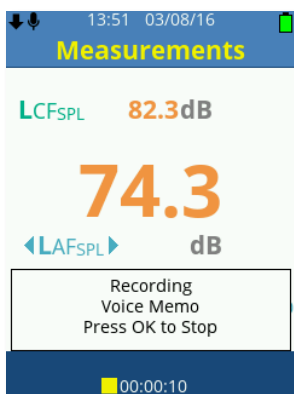 13:51 03/08/16
Measurements
LCFSPL 82.3dB
74.3
LAFSPL dB
Recording
Voice Memo
Press OK to Stop
00:00:10